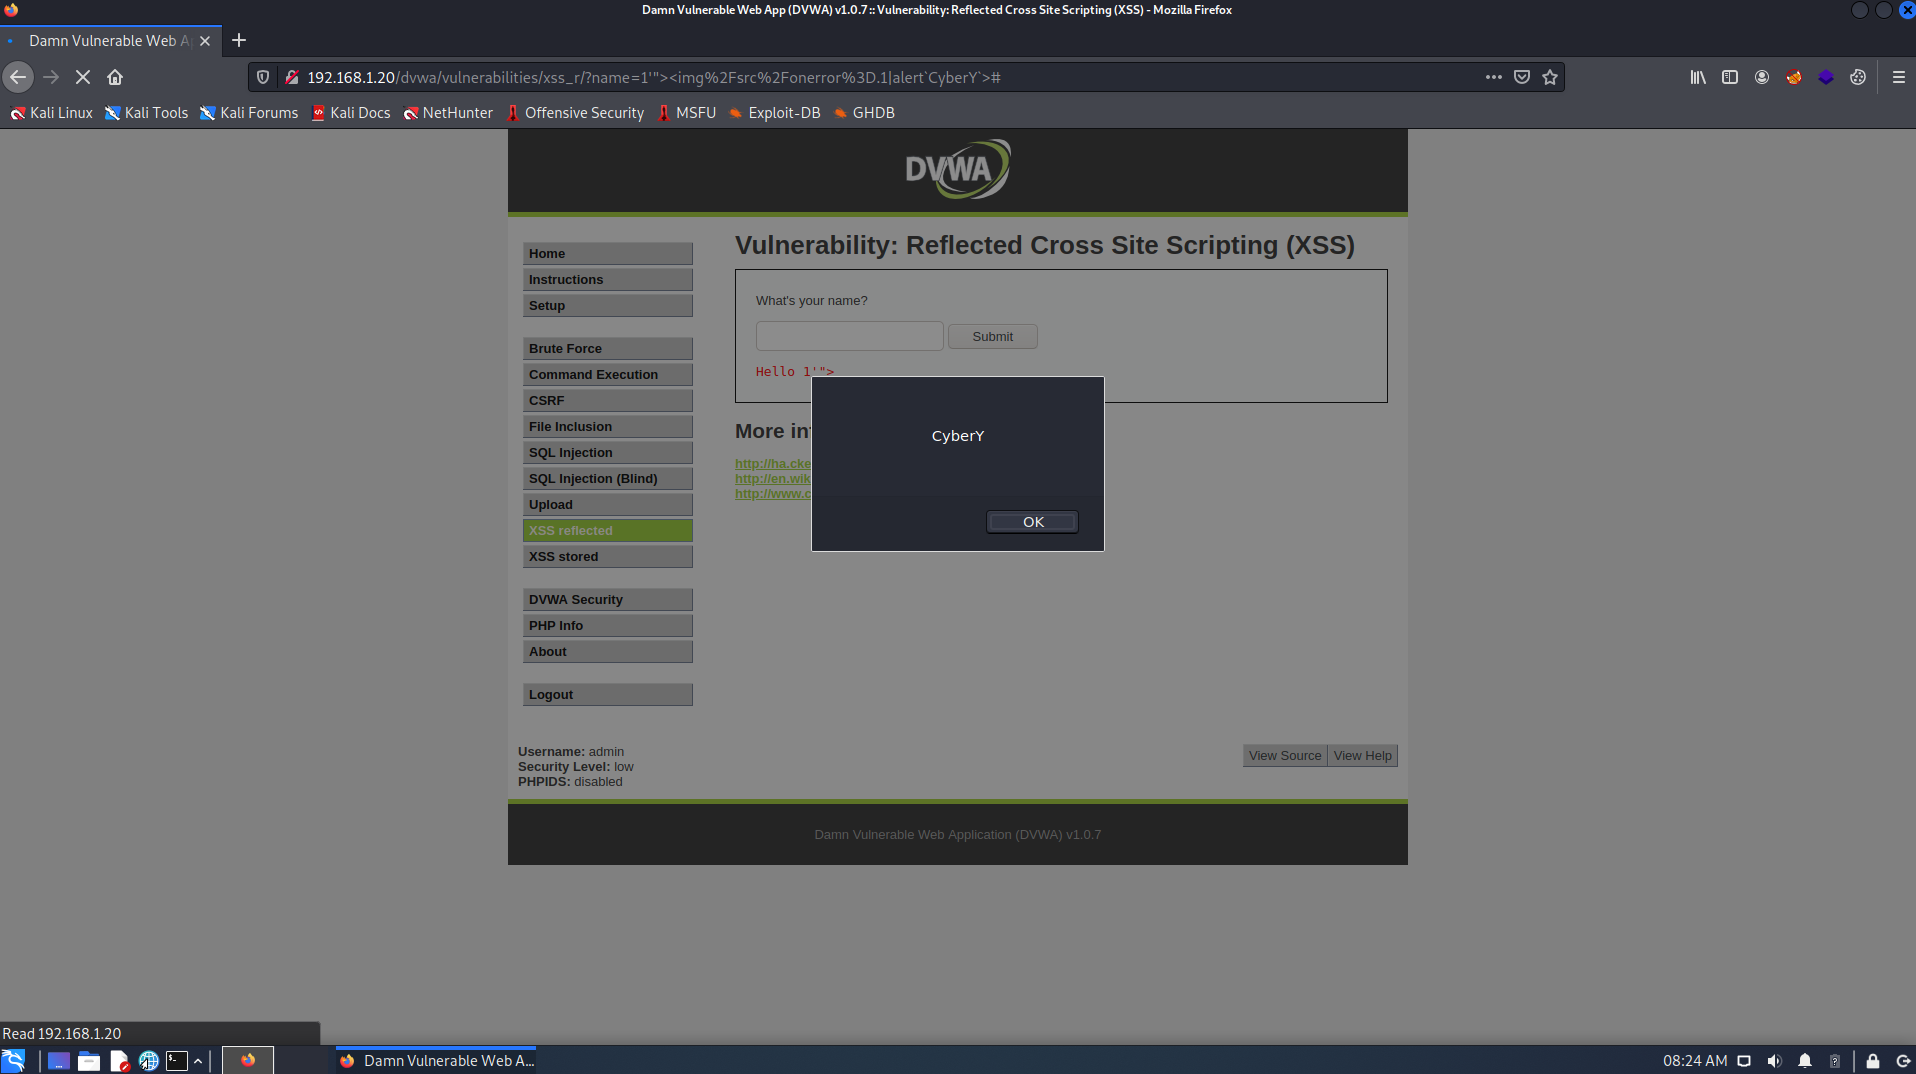 Damn Vulnerable Web App (DVWA) v1.0.7 :: Vulnerability: Reflected Cross Site Scripting (XSS) - Mozilla Firefox
Damn Vulnerable Web A
192.168.1.20/dvwa/vulnerabilities/xss_r/?name=1'"><img%2Fsrc%2Fonerror%3D.1|alert`CyberY`>#
Kali Linux Kali Tools Kali Forums Kali Docs NetHunter Offensive Security MSFU Exploit-DB GHDB
DVWA
Vulnerability: Reflected Cross Site Scripting (XSS)
Home
Instructions
Setup
Brute Force
Command Execution
CSRF
File Inclusion
SQL Injection
SQL Injection (Blind)
Upload
XSS reflected
XSS stored
DVWA Security
PHP Info
About
Logout
What's your name?
Submit
Hello 1'">
More in
http://ha.cke
http://en.wik
http://www.c
CyberY
OK
Username: admin
Security Level: low
PHPIDS: disabled
View Source View Help
Damn Vulnerable Web Application (DVWA) v1.0.7
Read 192.168.1.20
Damn Vulnerable Web A...
08:24 AM